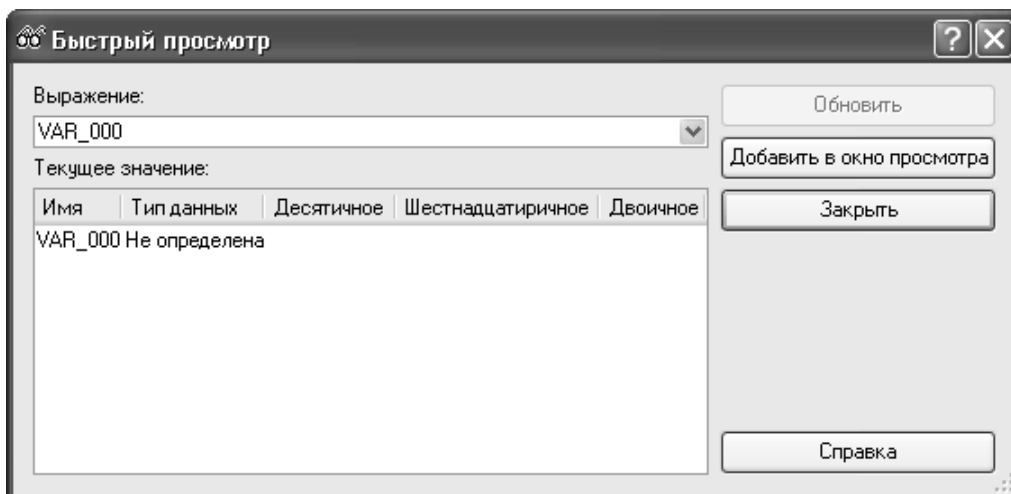 Быстрый просмотр
?
Выражение:
VAR_000
Обновить
Добавить в окно просмотра
Текущее значение:
Имя Тип данных Десятичное Шестнадцатиричное Двоичное
Закрыть
VAR_000 Не определена
Справка